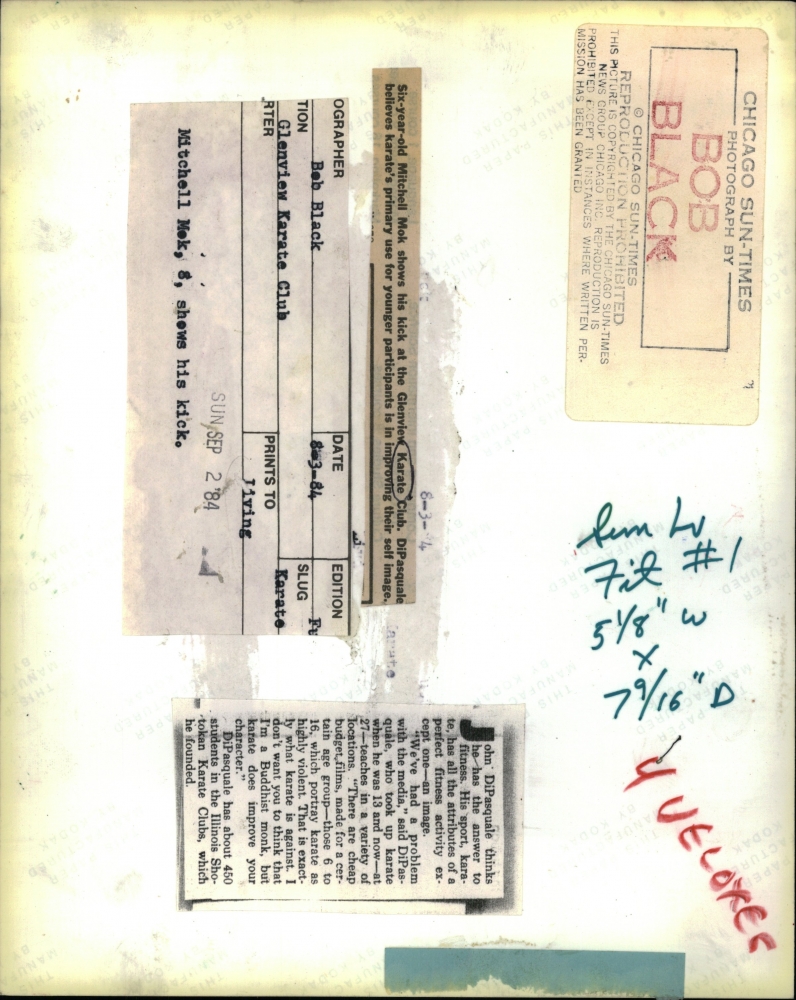 CHICAGO SUN-TIMES
PHOTOGRAPH BY
BOB
BLACK
© CHICAGO SUN-TIMES
REPRODUCTION PROHIBITED
THIS PICTURE IS COPYRIGHTED BY THE CHICAGO SUN-TIMES
NEWS GROUP CHICAGO INC. REPRODUCTION IS
PROHIBITED EXCEPT IN INSTANCES WHERE WRITTEN PER-
MISSION HAS BEEN GRANTED
Fit #1
5 1/8" W
X
7 9/16" D
4 VELOXES
8-3- 4
Six-year-old Mitchell Mok shows his kick at the Glenview Karate Club. DiPasquale
believes karate's primary use for younger participants is in improving their self image.
OGRAPHER
Bob Black
DATE
8-3-84
EDITION
TION
Glenview Karate Club
PRINTS TO
Living
SLUG
Karate
RTER
SUN SEP 2 '84
Mitchell Mok, 8, shows his kick.
John DiPasquale thinks
he has the answer to
fitness. His sport, kara-
te, has all the attributes of a
perfect fitness activity ex-
cept one—an image.
"We've had a problem
with the media," said DiPas-
quale, who took up karate
when he was 13 and now—at
27—teaches in a variety of
locations. "There are cheap
budget films, made for a cer-
tain age group—those 6 to
16, which portray karate as
highly violent. That is exact-
ly what karate is against. I
don't want you to think that
I'm a Buddhist monk, but
karate does improve your
character."
DiPasquale has about 450
students in the Illinois Sho-
tokan Karate Clubs, which
he founded.